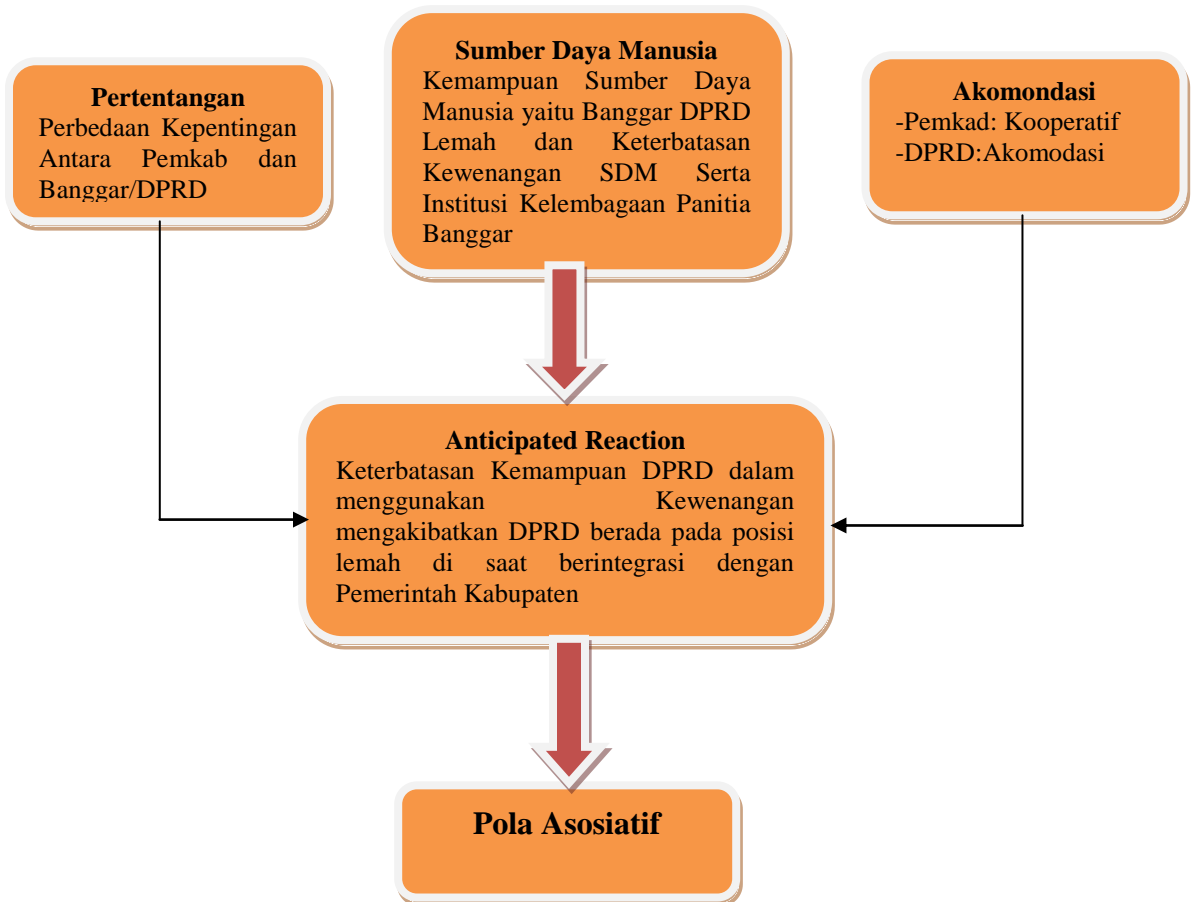 Pertentangan
Perbedaan Kepentingan
Antara Pemkab dan
Banggar/DPRD
Sumber Daya Manusia
Kemampuan Sumber Daya
Manusia yaitu Banggar DPRD
Lemah dan Keterbatasan
Kewenangan SDM Serta
Institusi Kelembagaan Panitia
Banggar
Akomondasi
-Pemkad: Kooperatif
-DPRD:Akomodasi
Anticipated Reaction
Keterbatasan Kemampuan DPRD dalam
menggunakan Kewenangan
mengakibatkan DPRD berada pada posisi
lemah di saat berintegrasi dengan
Pemerintah Kabupaten
Pola Asosiatif